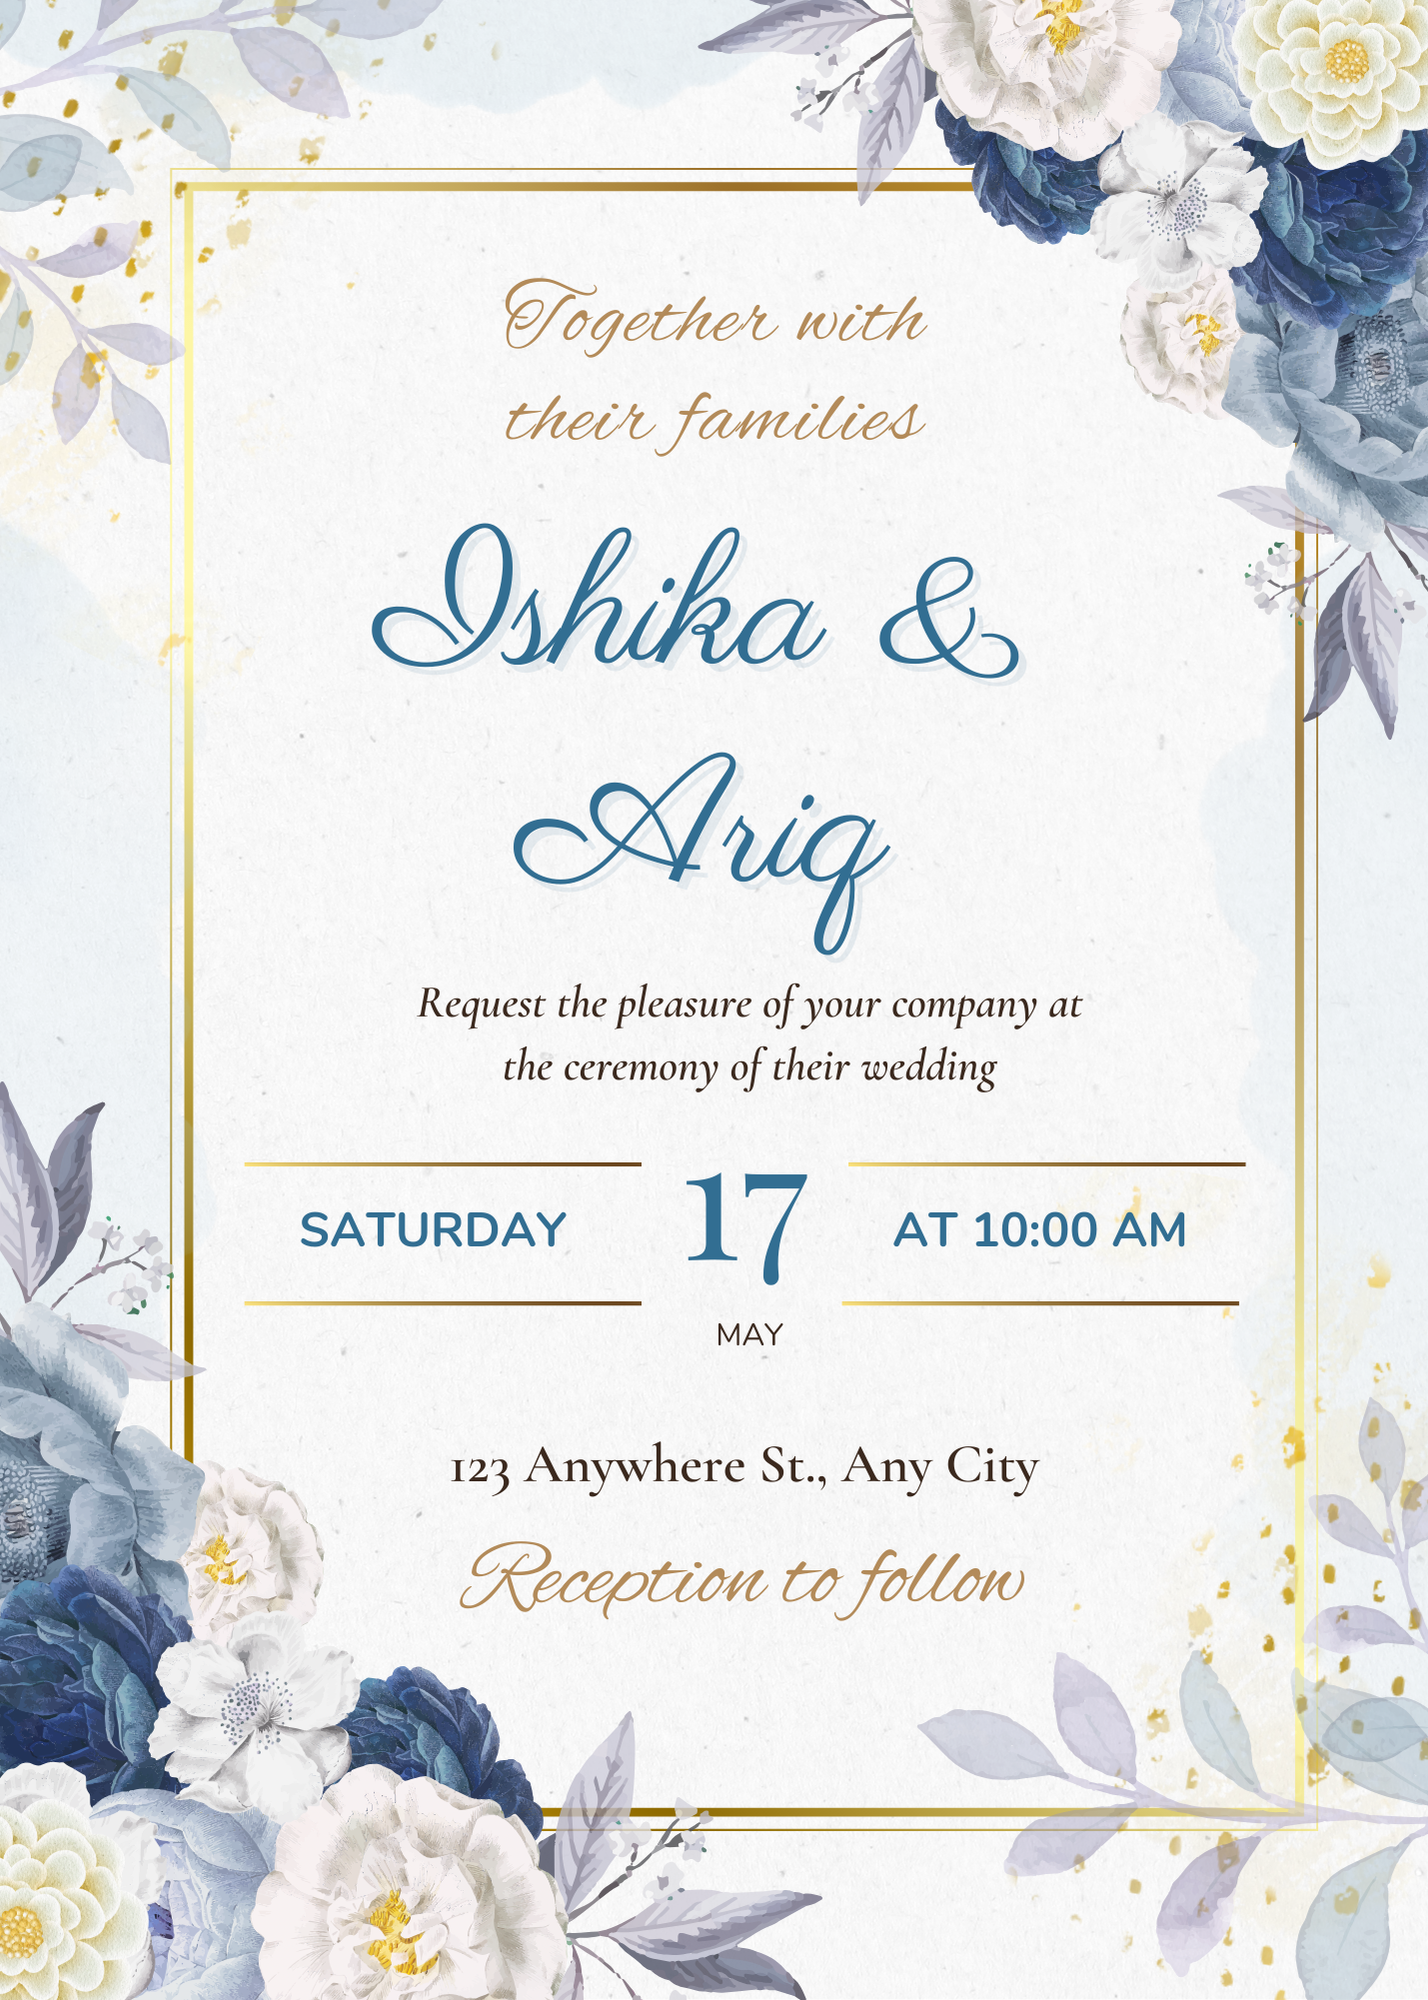 Together with
their families
Ishika &
Ariq
Request the pleasure of your company at
the ceremony of their wedding
SATURDAY 17 AT 10:00 AM
MAY
123 Anywhere St., Any City
Reception to follow